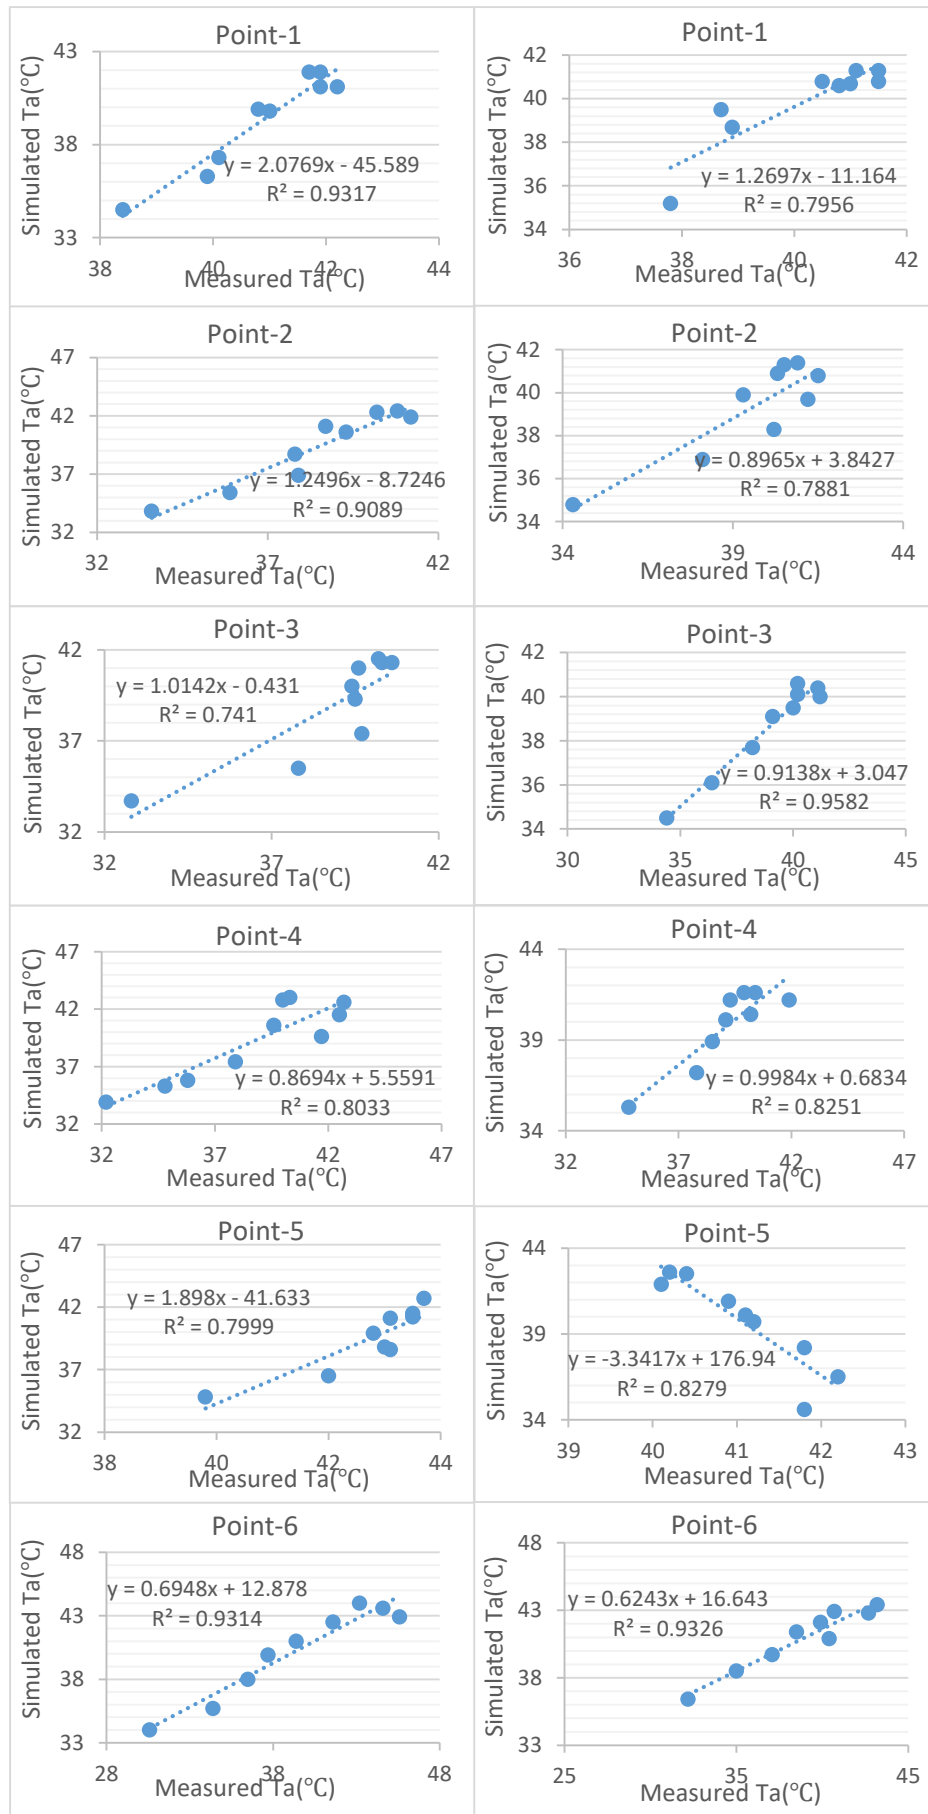 Point-1
Simulated Ta(°C)
43
38
33
y = 2.0769x - 45.589
R² = 0.9317
38 40 42 44
Measured Ta(°C)
Point-1
Simulated Ta(°C)
42
40
38
36
34
y = 1.2697x - 11.164
R² = 0.7956
36 38 40 42
Measured Ta(°C)
Point-2
Simulated Ta(°C)
47
42
37
32
y = 1.2496x - 8.7246
R² = 0.9089
32 37 42
Measured Ta(°C)
Point-2
Simulated Ta(°C)
42
40
38
36
34
y = 0.8965x + 3.8427
R² = 0.7881
34 39 44
Measured Ta(°C)
Point-3
Simulated Ta(°C)
42
37
32
y = 1.0142x - 0.431
R² = 0.741
32 37 42
Measured Ta(°C)
Point-3
Simulated Ta(°C)
42
40
38
36
34
y = 0.9138x + 3.047
R² = 0.9582
30 35 40 45
Measured Ta(°C)
Point-4
Simulated Ta(°C)
47
42
37
32
y = 0.8694x + 5.5591
R² = 0.8033
32 37 42 47
Measured Ta(°C)
Point-4
Simulated Ta(°C)
44
39
34
y = 0.9984x + 0.6834
R² = 0.8251
32 37 42 47
Measured Ta(°C)
Point-5
Simulated Ta(°C)
47
42
37
32
y = 1.898x - 41.633
R² = 0.7999
38 40 42 44
Measured Ta(°C)
Point-5
Simulated Ta(°C)
44
39
34
y = -3.3417x + 176.94
R² = 0.8279
39 40 41 42 43
Measured Ta(°C)
Point-6
Simulated Ta(°C)
48
43
38
33
y = 0.6948x + 12.878
R² = 0.9314
28 38 48
Measured Ta(°C)
Point-6
Simulated Ta(°C)
48
43
38
33
y = 0.6243x + 16.643
R² = 0.9326
25 35 45
Measured Ta(°C)